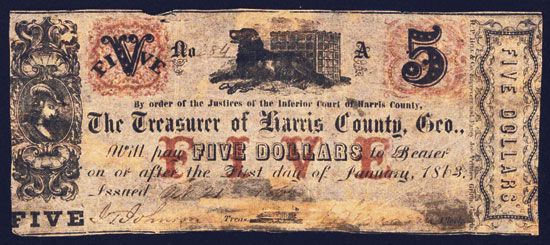 FIVE
V
No
A
5
By order of the Justices of the Inferior Court of Harris County,
The Treasurer of Harris County, Geo.,
Will pay FIVE DOLLARS to Bearer
on or after the First day of January, 1863.
Issued
FIVE
Johnson Treas
FIVE
FIVE DOLLARS